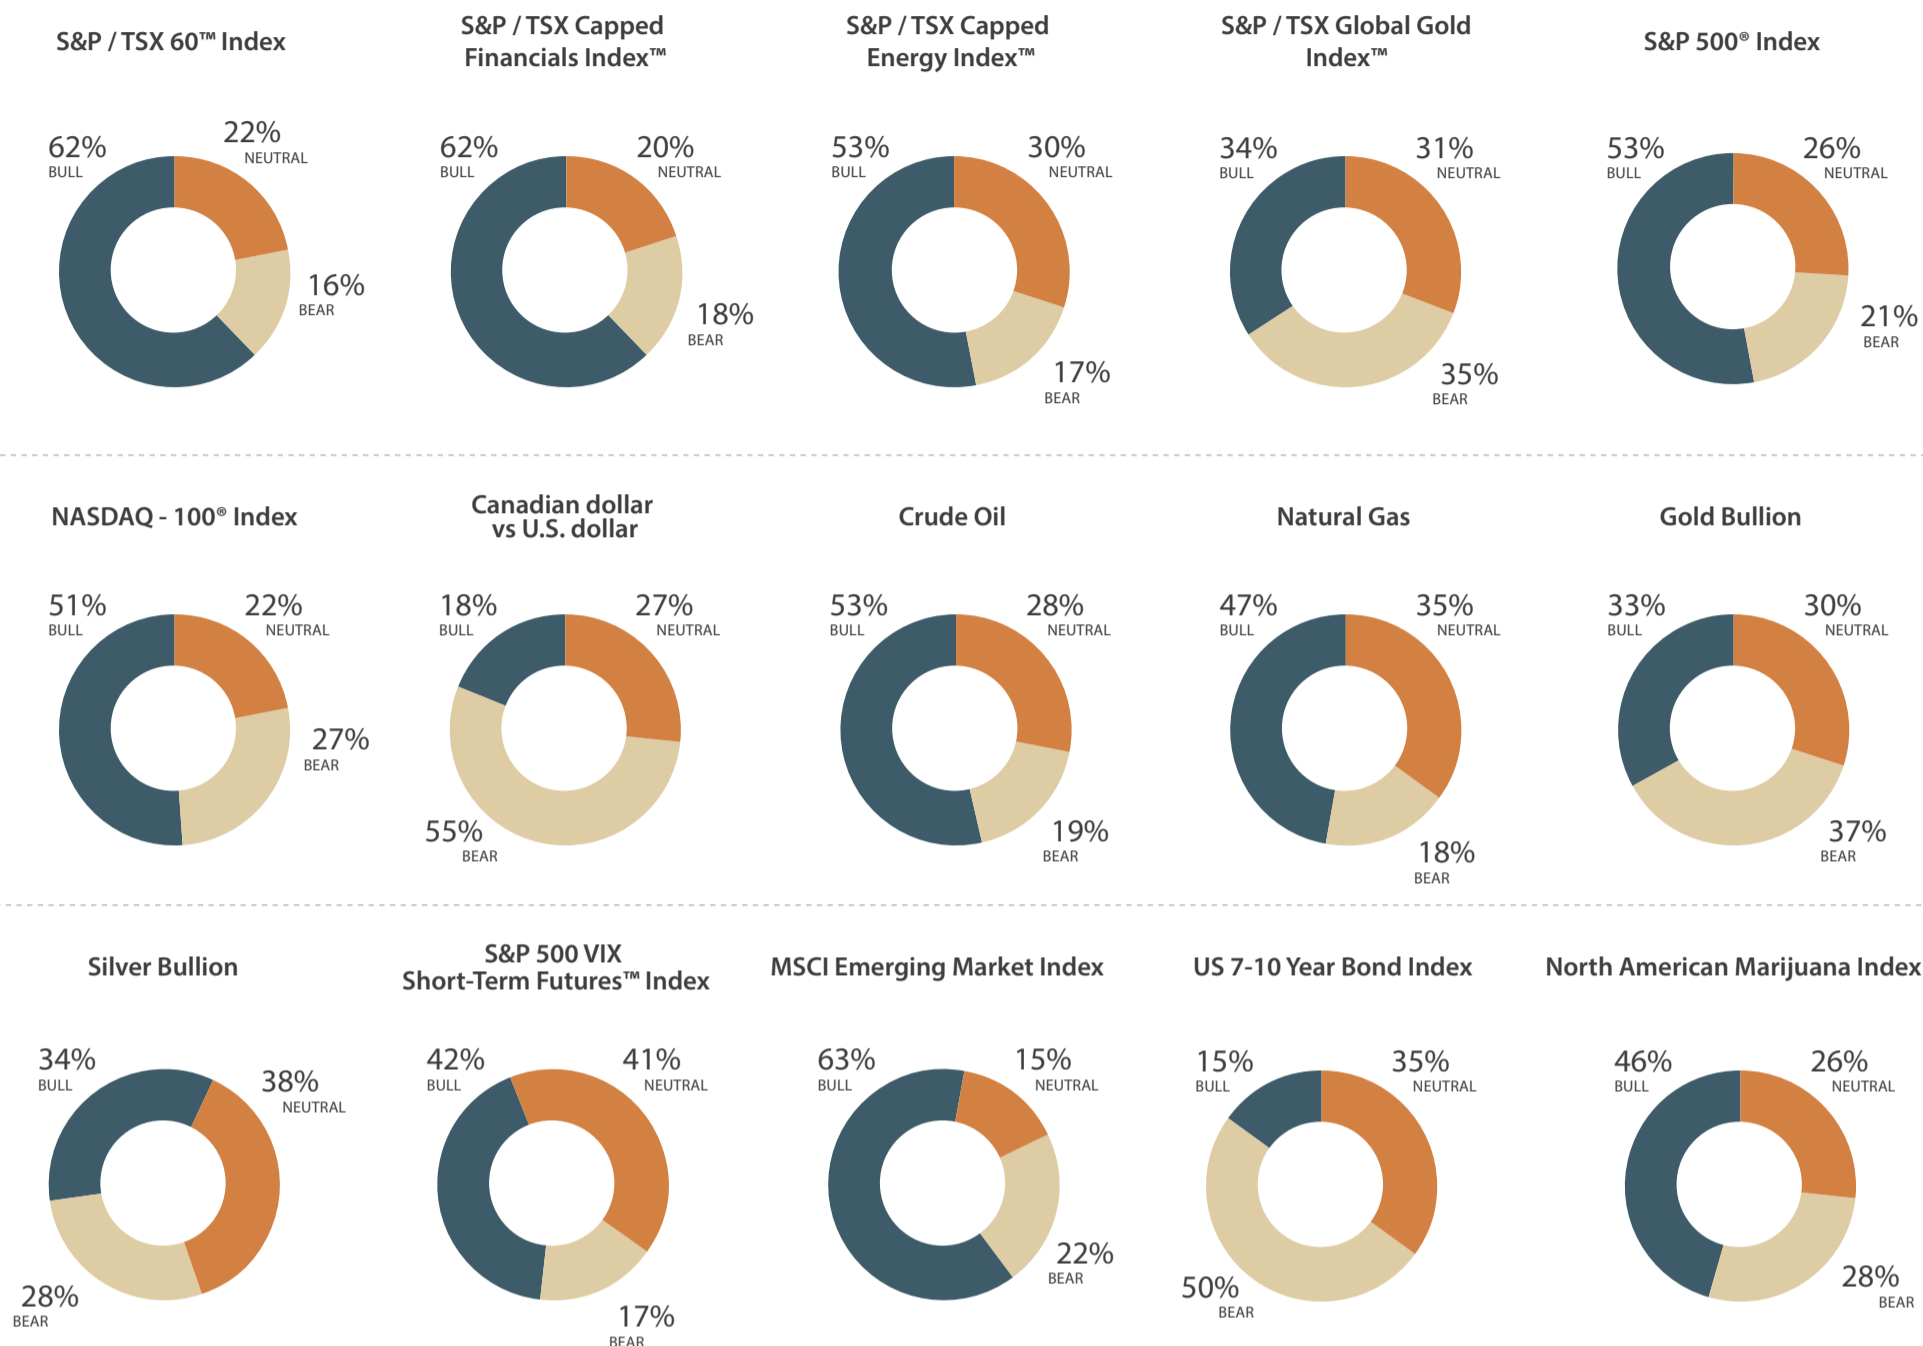 S&P / TSX 60™ Index
62%
BULL
22%
NEUTRAL
16%
BEAR
S&P / TSX Capped
Financials Index™
62%
BULL
20%
NEUTRAL
18%
BEAR
S&P / TSX Capped
Energy Index™
53%
BULL
30%
NEUTRAL
17%
BEAR
S&P / TSX Global Gold
Index™
34%
BULL
31%
NEUTRAL
35%
BEAR
S&P 500® Index
53%
BULL
26%
NEUTRAL
21%
BEAR
NASDAQ - 100® Index
51%
BULL
22%
NEUTRAL
27%
BEAR
Canadian dollar
vs U.S. dollar
18%
BULL
27%
NEUTRAL
55%
BEAR
Crude Oil
53%
BULL
28%
NEUTRAL
19%
BEAR
Natural Gas
47%
BULL
35%
NEUTRAL
18%
BEAR
Gold Bullion
33%
BULL
30%
NEUTRAL
37%
BEAR
Silver Bullion
34%
BULL
38%
NEUTRAL
28%
BEAR
S&P 500 VIX
Short-Term Futures™ Index
42%
BULL
41%
NEUTRAL
17%
BEAR
MSCI Emerging Market Index
63%
BULL
15%
NEUTRAL
22%
BEAR
US 7-10 Year Bond Index
15%
BULL
35%
NEUTRAL
50%
BEAR
North American Marijuana Index
46%
BULL
26%
NEUTRAL
28%
BEAR